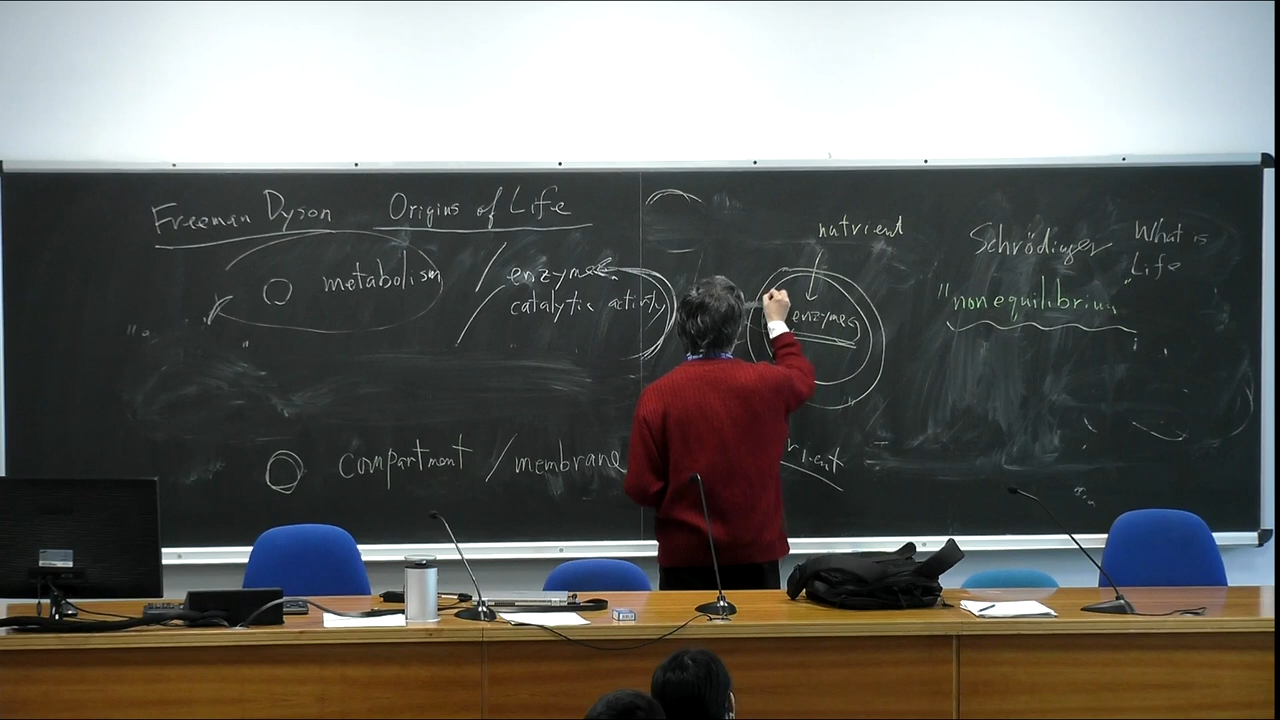 Freeman Dyson Origins of Life
metabolism / enzymes
catalytic activity
compartment / membrane
nutrient
enzymes
Schrödinger What is
Life
"nonequilibrium"